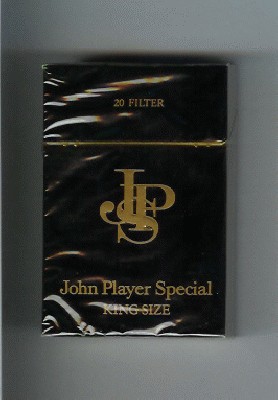 20 FILTER
JPS
John Player Special
KING SIZE